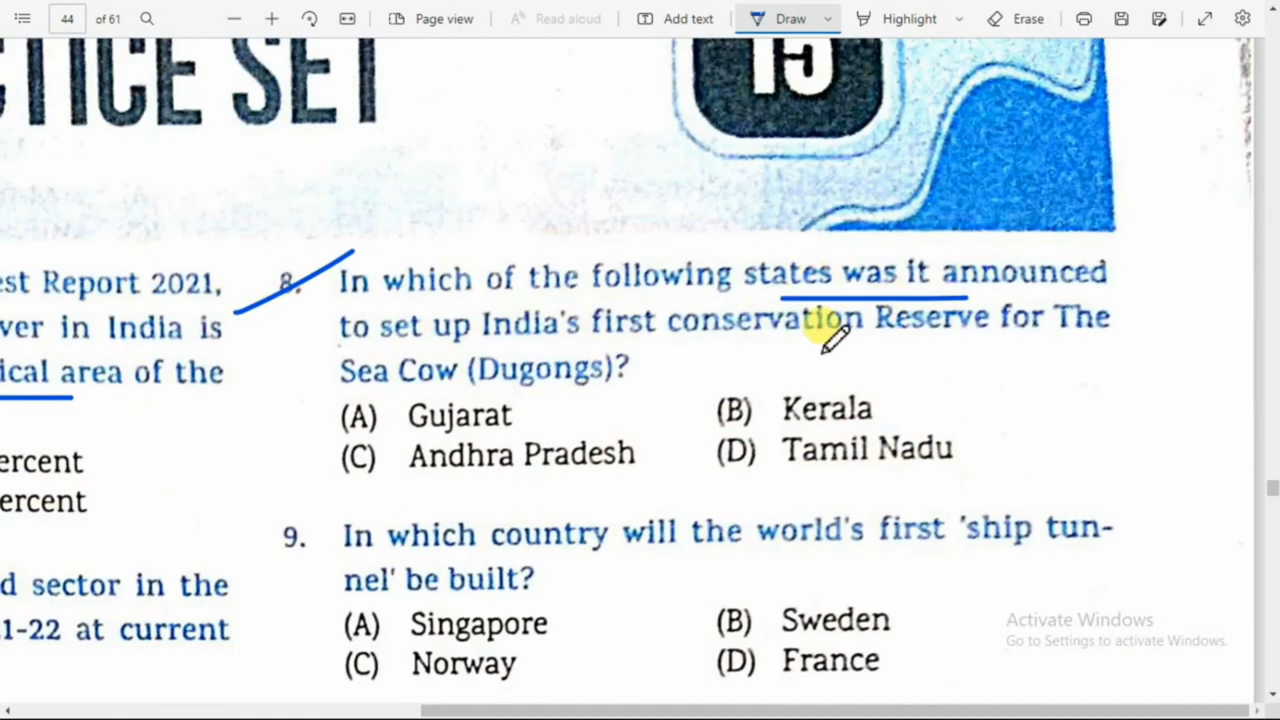 44 of 61 Page view Read aloud Add text Draw Highlight Erase
CTICE SET
15
est Report 2021,
ver in India is
ical area of the
ercent
ercent
d sector in the
1-22 at current
8. In which of the following states was it announced
to set up India's first conservation Reserve for The
Sea Cow (Dugongs)?
(A) Gujarat (B) Kerala
(C) Andhra Pradesh (D) Tamil Nadu
9. In which country will the world's first 'ship tun-
nel' be built?
(A) Singapore (B) Sweden
(C) Norway (D) France
Activate Windows
Go to Settings to activate Windows.